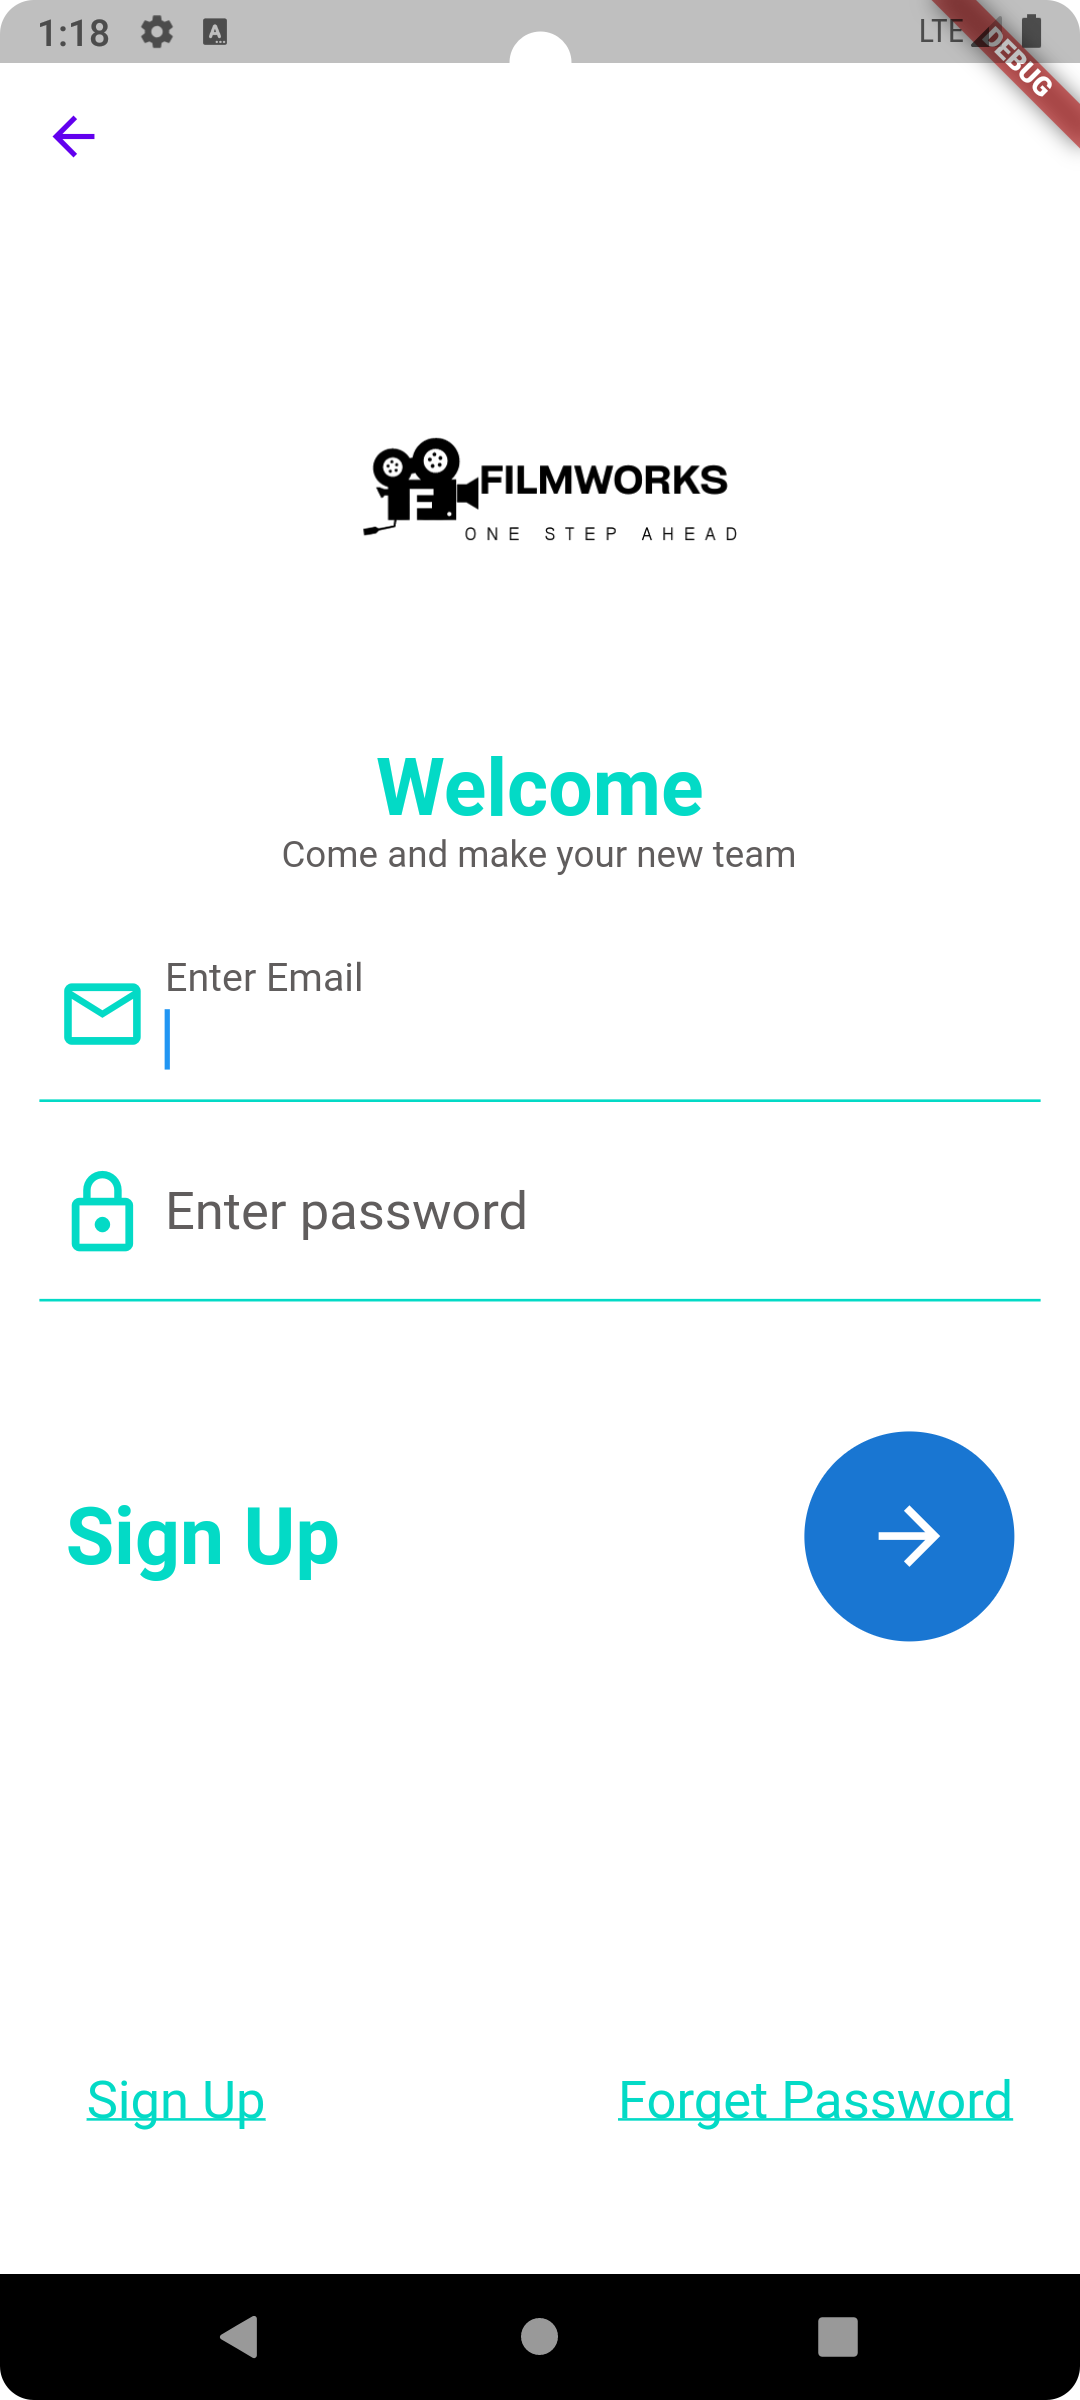 1:18
LTE
DEBUG
FILMWORKS
ONE STEP AHEAD
Welcome
Come and make your new team
Enter Email
Enter password
Sign Up
Sign Up
Forget Password